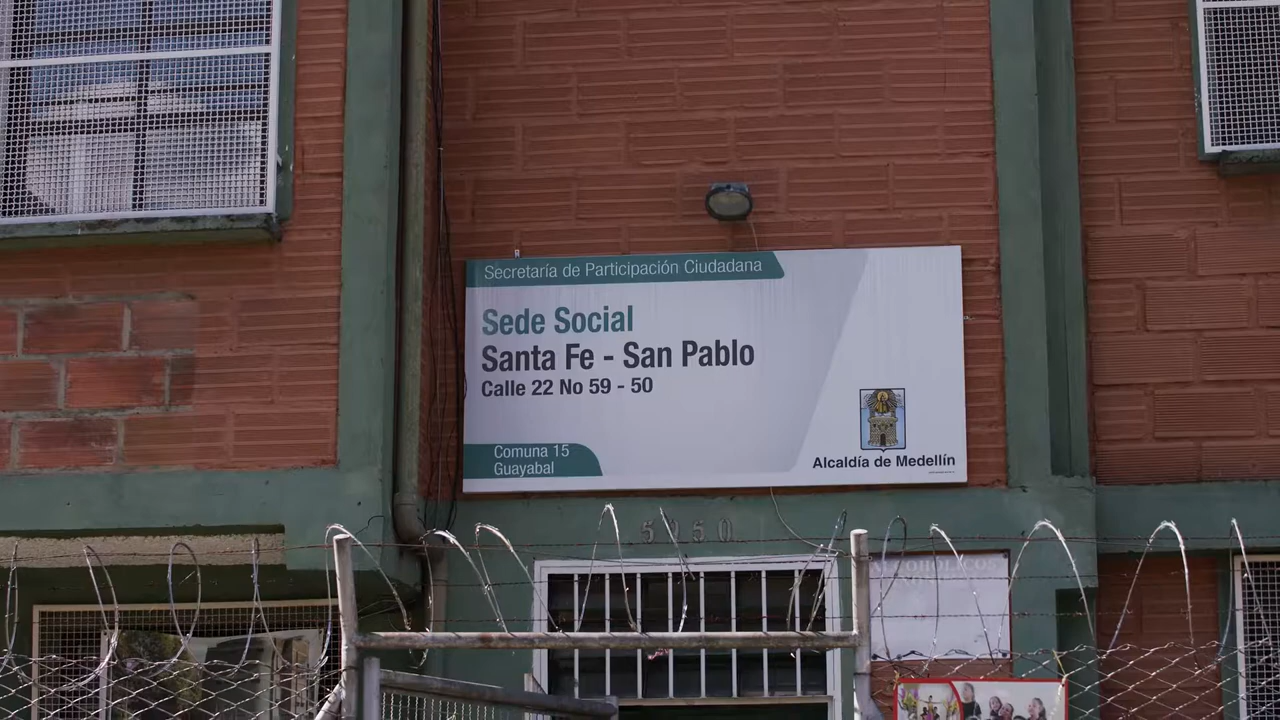 Secretaría de Participación Ciudadana
Sede Social
Santa Fe - San Pablo
Calle 22 No 59 - 50
Comuna 15
Guayabal
Alcaldía de Medellín
5950